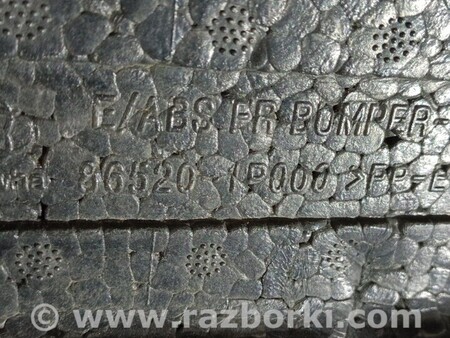 E/ABS FR BUMPER-
86520-1P000 >PP-E
© www.razborki.com